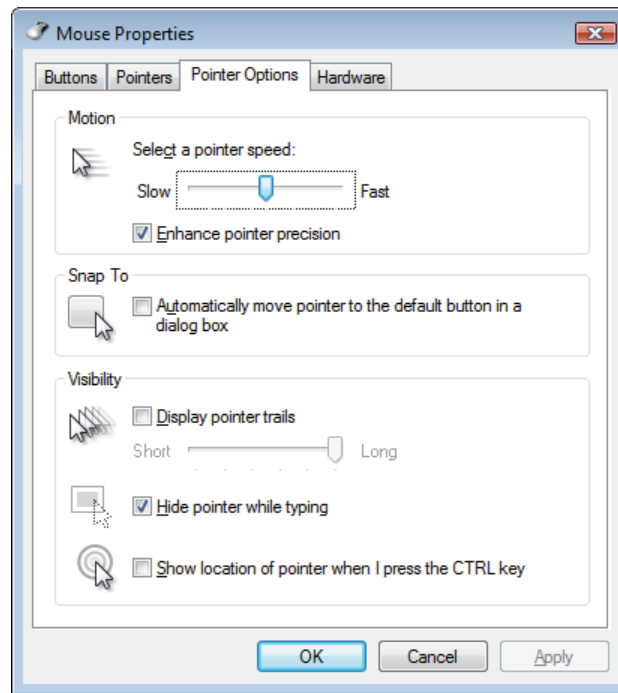 Mouse Properties
Buttons Pointers Pointer Options Hardware
Motion
Select a pointer speed:
Slow Fast
Enhance pointer precision
Snap To
Automatically move pointer to the default button in a
dialog box
Visibility
Display pointer trails
Short Long
Hide pointer while typing
Show location of pointer when I press the CTRL key
OK Cancel Apply